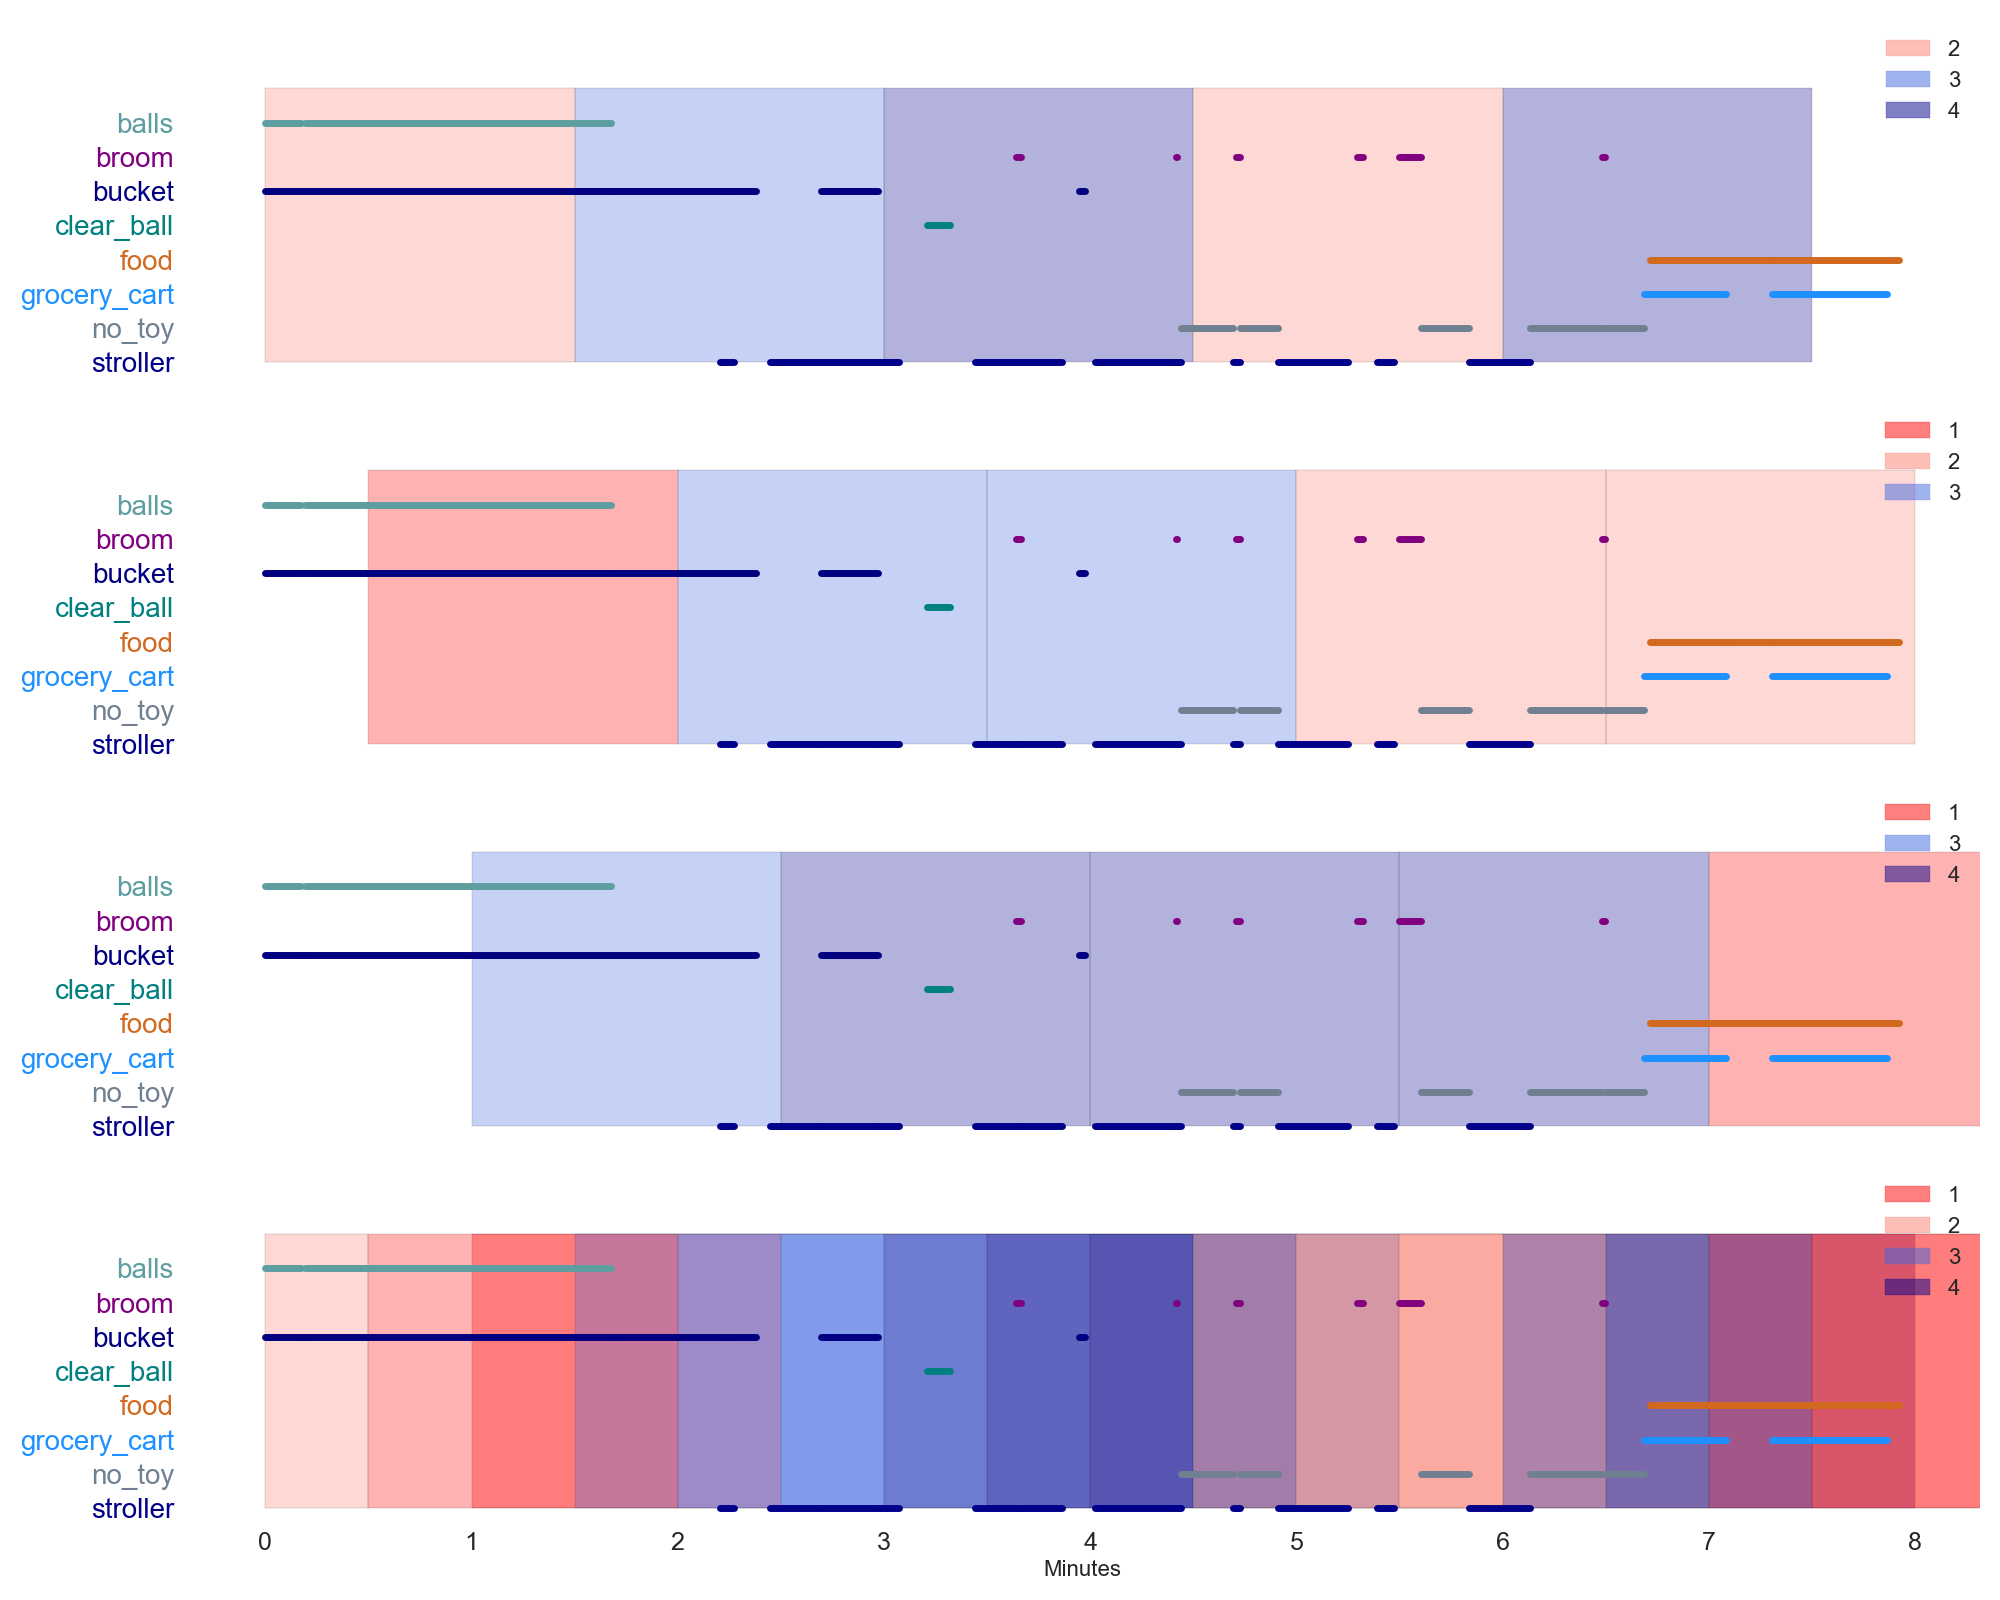 2
3
4
balls
broom
bucket
clear_ball
food
grocery_cart
no_toy
stroller
1
2
3
balls
broom
bucket
clear_ball
food
grocery_cart
no_toy
stroller
1
3
4
balls
broom
bucket
clear_ball
food
grocery_cart
no_toy
stroller
1
2
3
4
balls
broom
bucket
clear_ball
food
grocery_cart
no_toy
stroller
0 1 2 3 4 5 6 7 8
Minutes